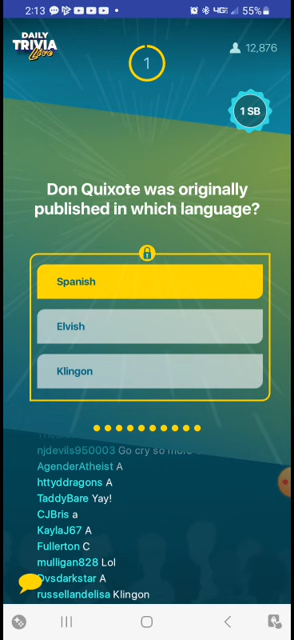 2:13
4GE
55%
DAILY
TRIVIA
Live
1
12,876
1 SB
Don Quixote was originally
published in which language?
Spanish
Elvish
Klingon
njdevils950003 Go cry so more
AgenderAtheist A
httyddragons A
TaddyBare Yay!
CJBris a
KaylaJ67 A
Fullerton C
mulligan828 Lol
Dvsdarkstar A
russellandelisa Klingon